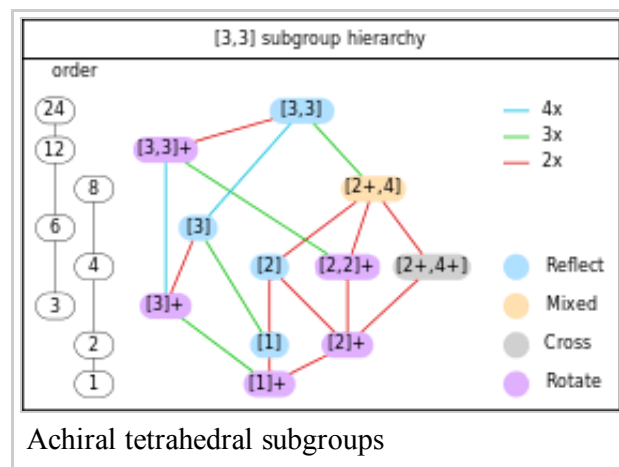 [3,3] subgroup hierarchy
order
24 [3,3] 4x
12 [3,3]+ 3x
2x
8 [2+,4]
6 [3]
4 [2] [2,2]+ [2+,4+] Reflect
3 [3]+ Mixed
2 [1] [2]+ Cross
1 [1]+ Rotate
Achiral tetrahedral subgroups